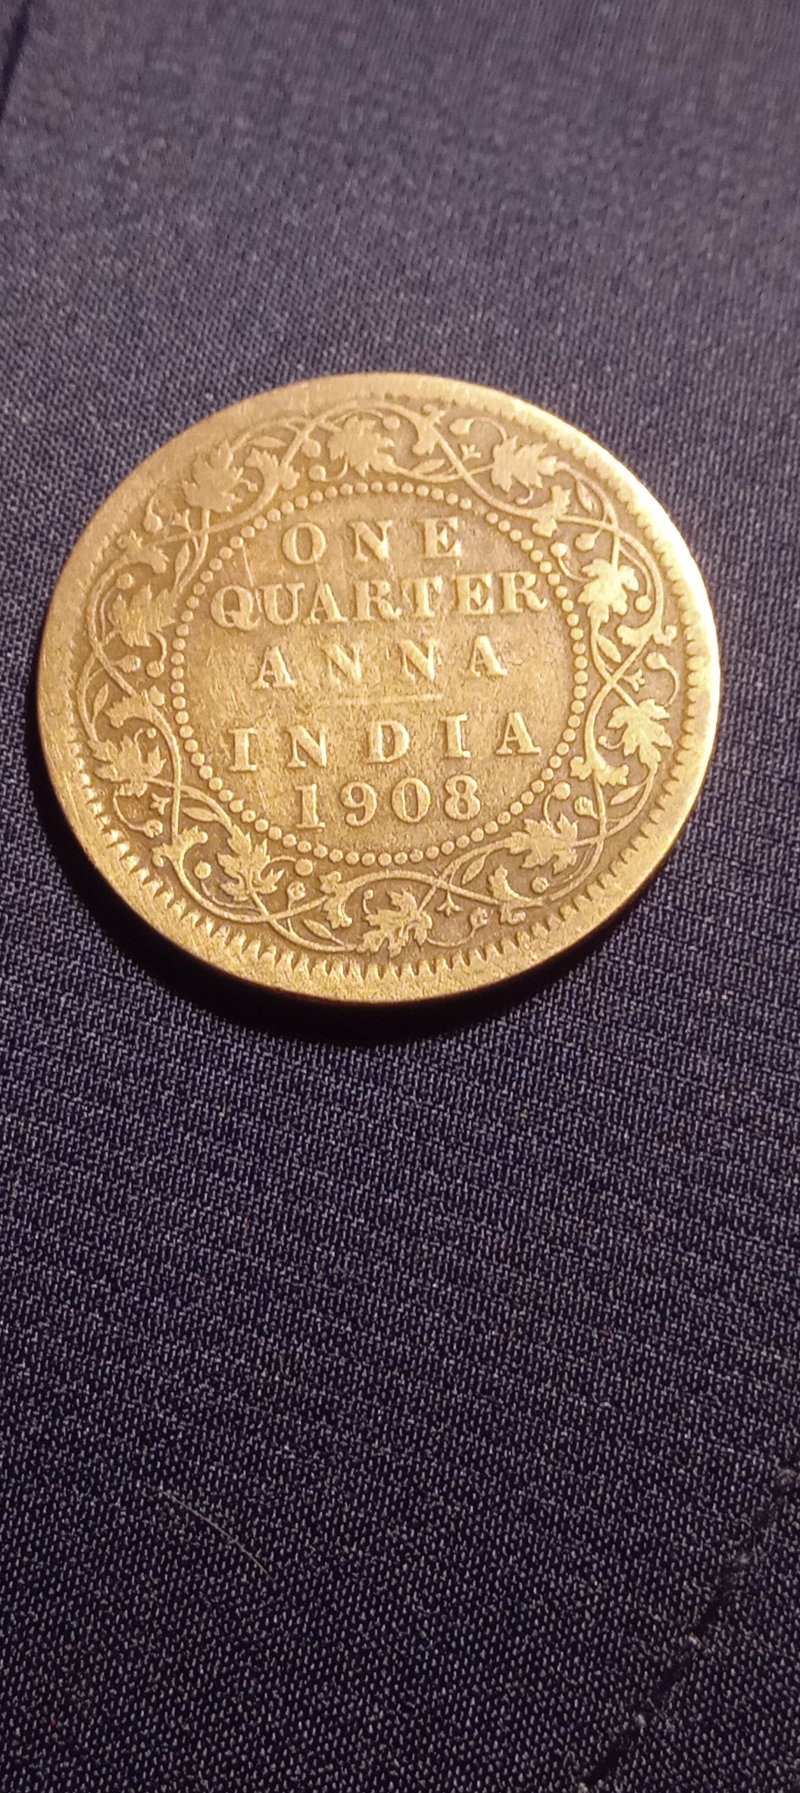 ONE
QUARTER
ANNA
INDIA
1908